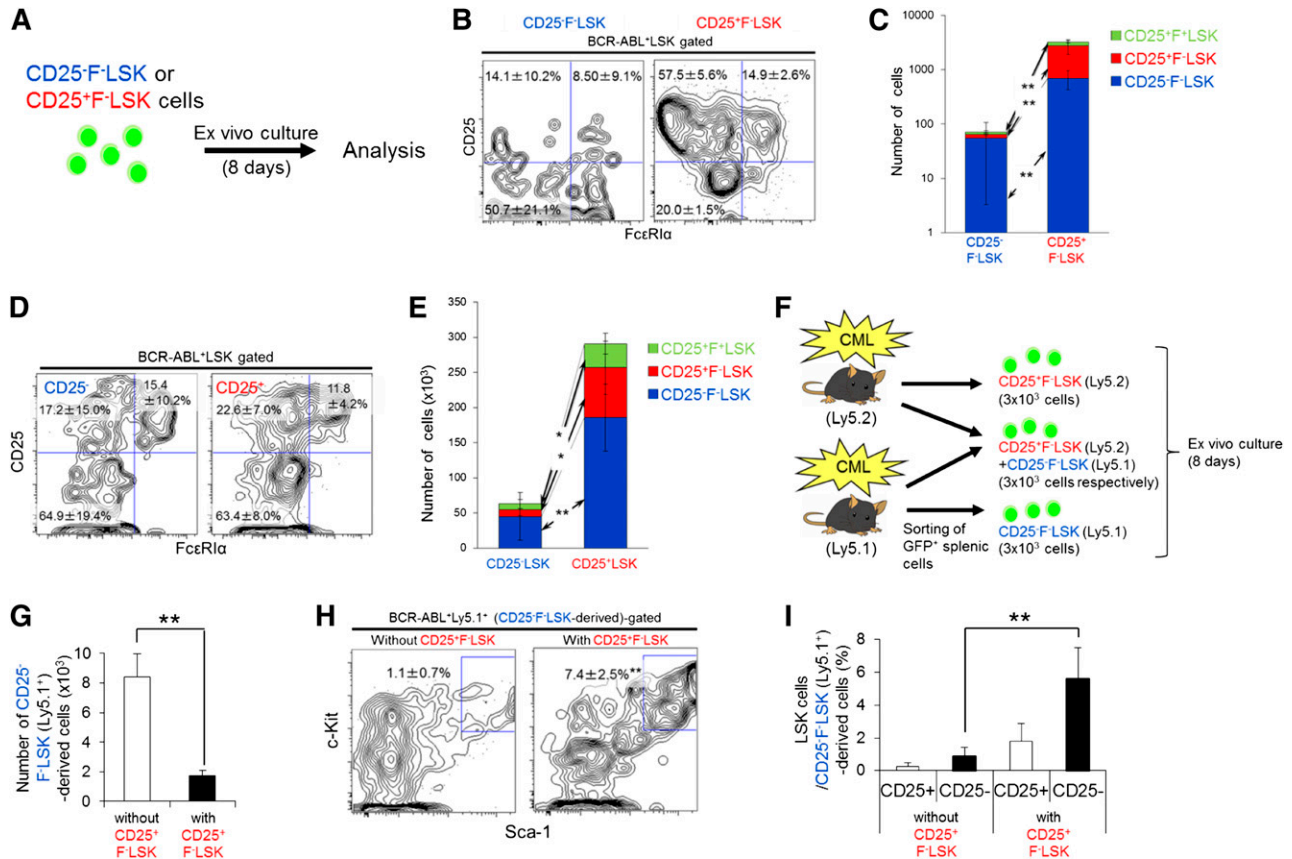 A
CD25⁻F⁻LSK or
CD25⁺F⁻LSK cells
Ex vivo culture
(8 days)
Analysis
B
CD25⁻F⁻LSK
CD25⁺F⁻LSK
BCR-ABL⁺LSK gated
14.1±10.2%
8.50±9.1%
57.5±5.6%
14.9±2.6%
50.7±21.1%
20.0±1.5%
CD25
FcεRIα
C
Number of cells
10000
1000
100
10
1
**
**
**
CD25⁺F⁺LSK
CD25⁺F⁻LSK
CD25⁻F⁻LSK
CD25⁻
F⁻LSK
CD25⁺
F⁻LSK
D
BCR-ABL⁺LSK gated
CD25⁻
15.4
±10.2%
17.2±15.0%
64.9±19.4%
CD25⁺
11.8
±4.2%
22.6±7.0%
63.4±8.0%
CD25
FcεRIα
E
Number of cells (x10³)
350
300
250
200
150
100
50
0
*
*
**
CD25⁺F⁺LSK
CD25⁺F⁻LSK
CD25⁻F⁻LSK
CD25⁻LSK
CD25⁺LSK
F
CML
(Ly5.2)
CML
(Ly5.1)
Sorting of
GFP⁺ splenic
cells
CD25⁺F⁻LSK (Ly5.2)
(3x10³ cells)
CD25⁺F⁻LSK (Ly5.2)
+CD25⁻F⁻LSK (Ly5.1)
(3x10³ cells respectively)
CD25⁻F⁻LSK (Ly5.1)
(3x10³ cells)
Ex vivo culture
(8 days)
G
Number of CD25⁻
F⁻LSK (Ly5.1⁺)
-derived cells (x10³)
10
8
6
4
2
0
**
without
CD25⁺
F⁻LSK
with
CD25⁺
F⁻LSK
H
BCR-ABL⁺Ly5.1⁺ (CD25⁻F⁻LSK-derived)-gated
Without CD25⁺F⁻LSK
With CD25⁺F⁻LSK
1.1±0.7%
7.4±2.5%**
c-Kit
Sca-1
I
LSK cells
/CD25⁻F⁻LSK (Ly5.1⁺)
-derived cells (%)
8
6
4
2
0
**
CD25+
CD25-
CD25+
CD25-
without
CD25⁺
F⁻LSK
with
CD25⁺
F⁻LSK